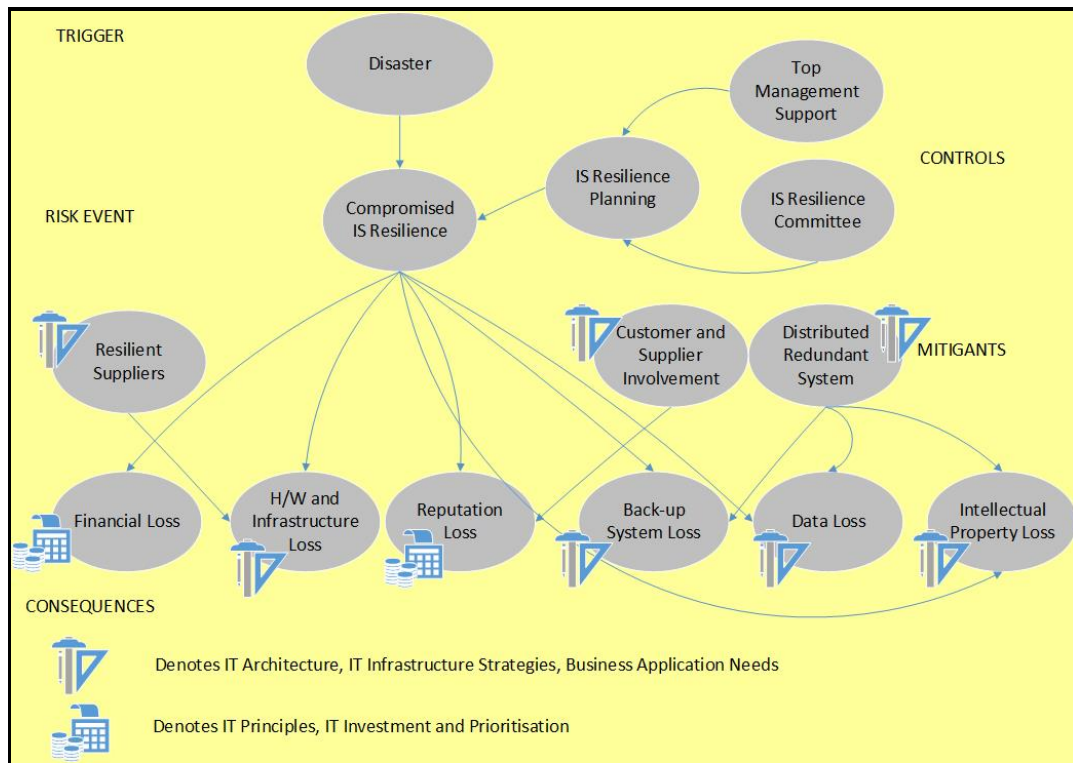 TRIGGER
Disaster
Top
Management
Support
CONTROLS
IS Resilience
Planning
RISK EVENT
Compromised
IS Resilience
IS Resilience
Committee
Resilient
Suppliers
Customer and
Supplier
Involvement
Distributed
Redundant
System
MITIGANTS
Financial Loss
H/W and
Infrastructure
Loss
Reputation
Loss
Back-up
System Loss
Data Loss
Intellectual
Property Loss
CONSEQUENCES
Denotes IT Architecture, IT Infrastructure Strategies, Business Application Needs
Denotes IT Principles, IT Investment and Prioritisation